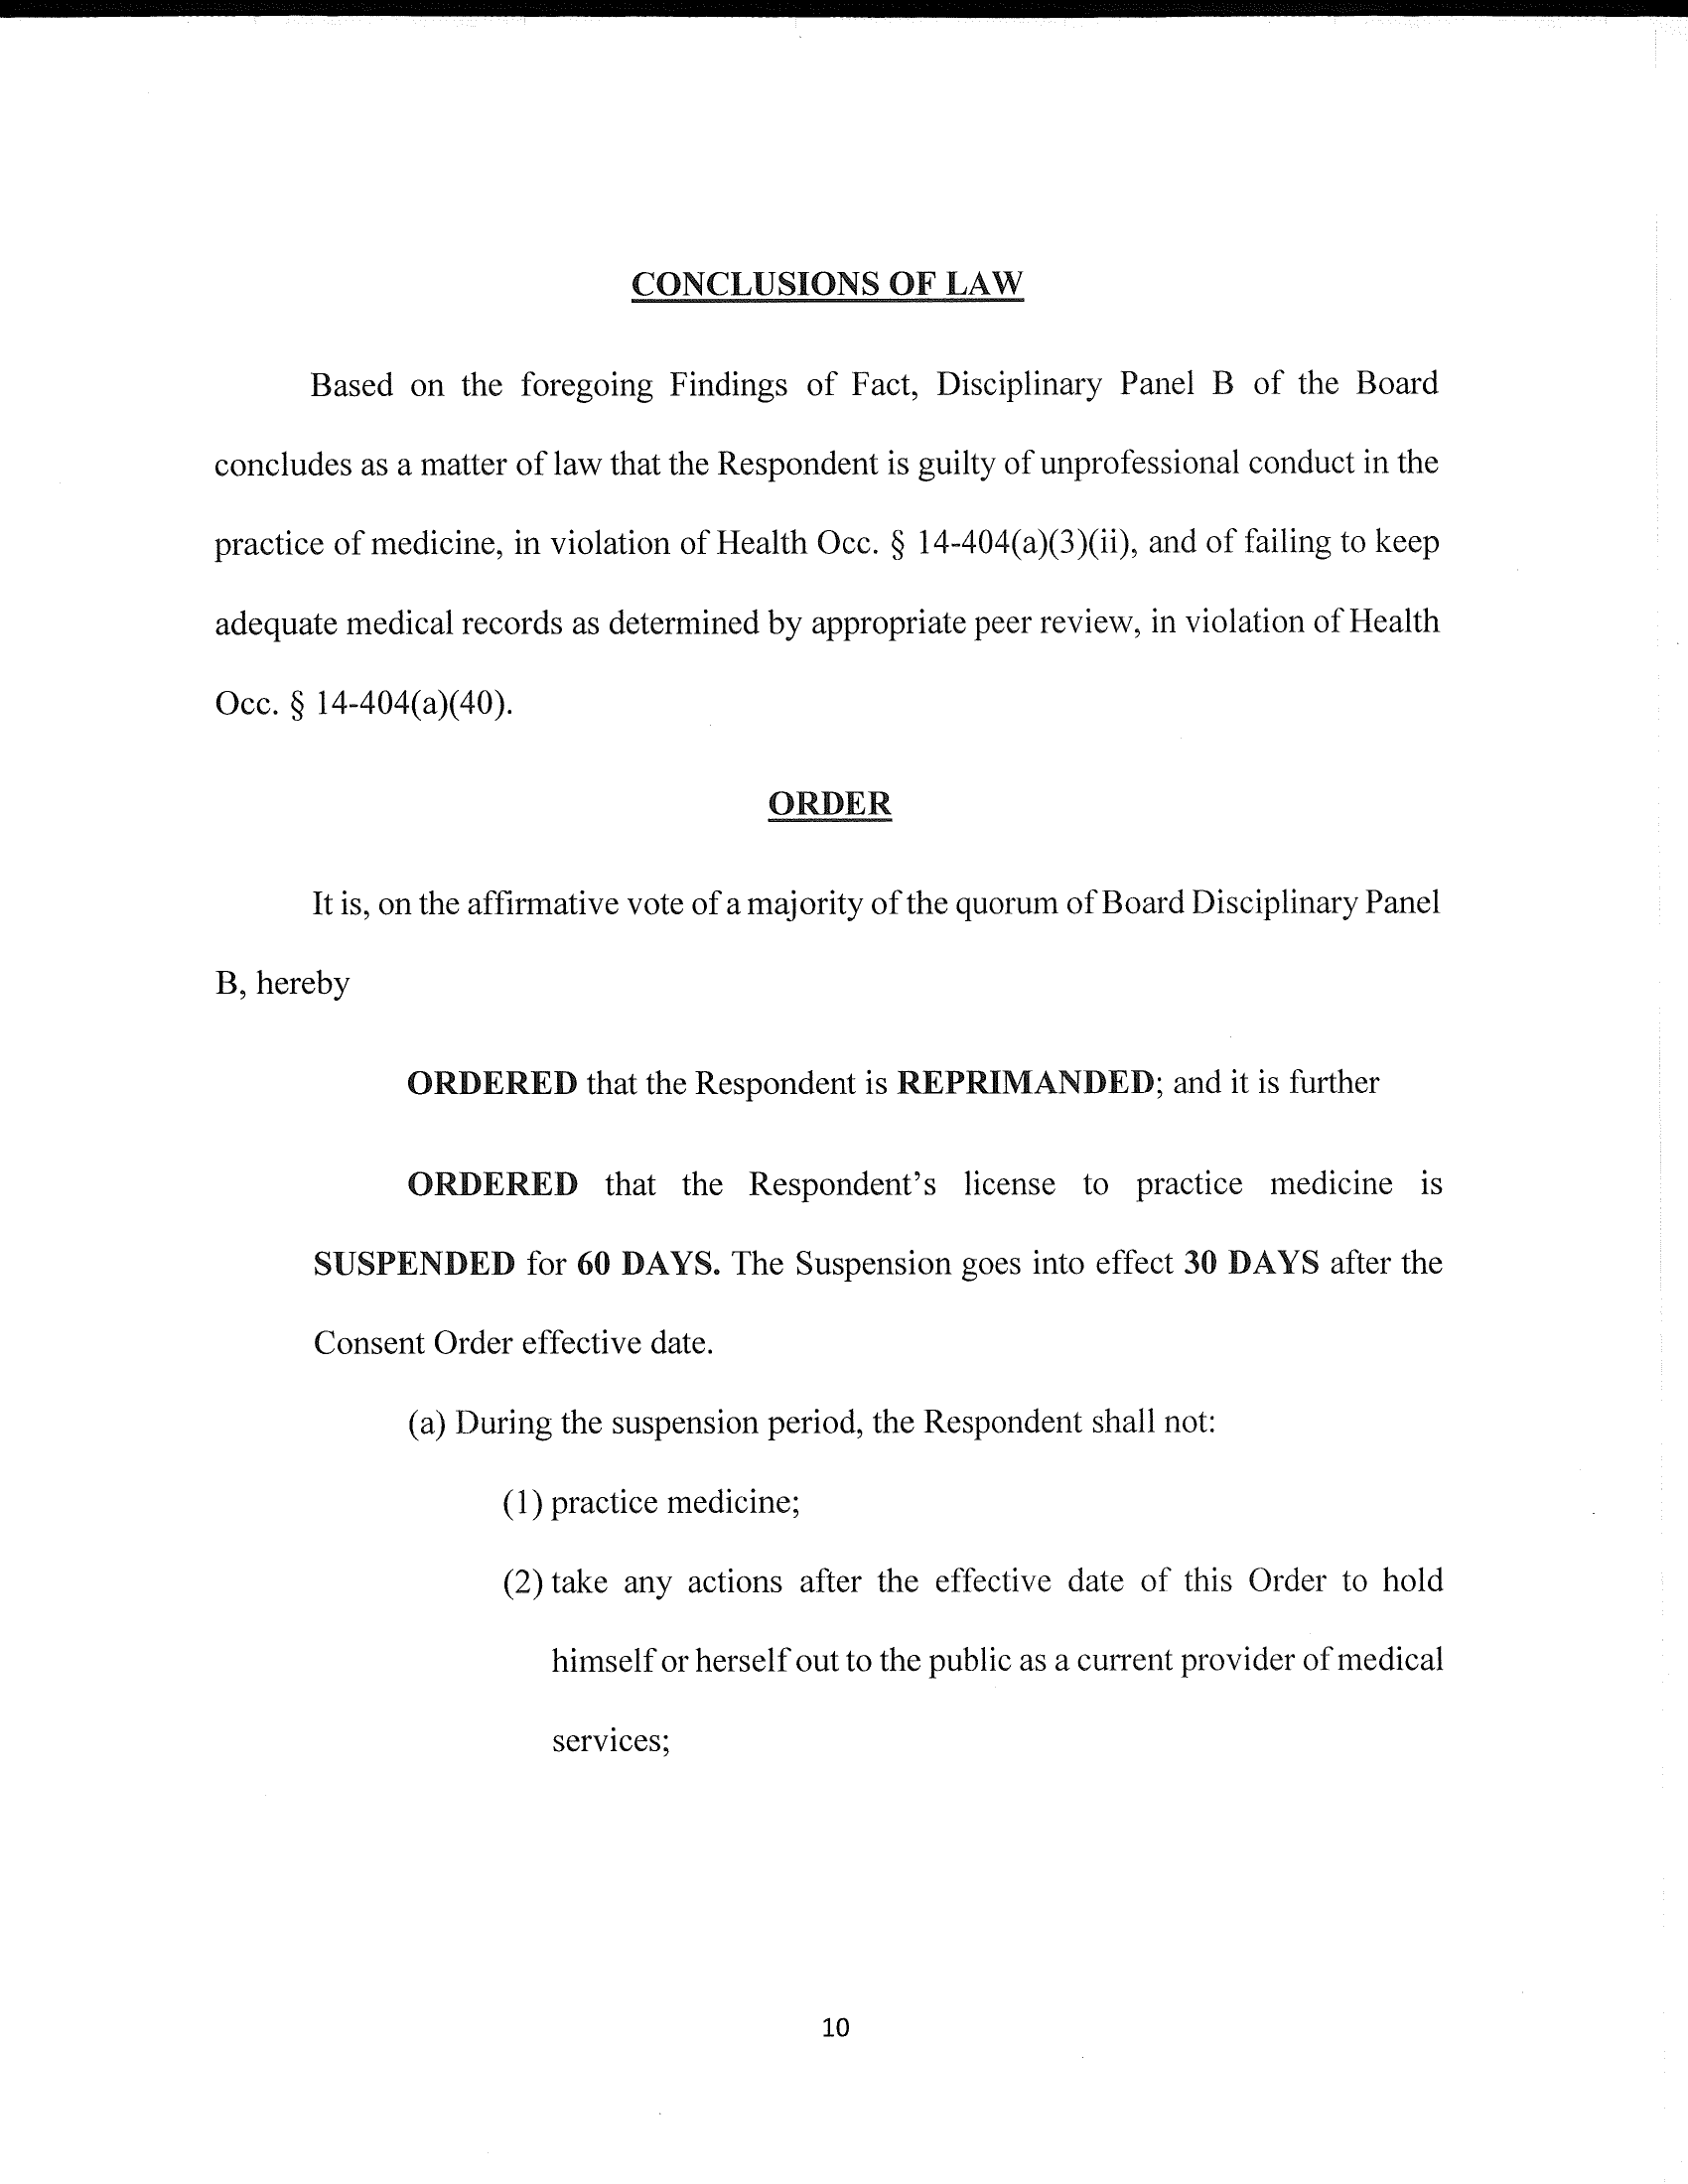 CONCLUSIONS OF LAW
Based on the foregoing Findings of Fact, Disciplinary Panel B of the Board
concludes as a matter of law that the Respondent is guilty of unprofessional conduct in the
practice of medicine, in violation of Health Occ. § 14-404(a)(3)(ii), and of failing to keep
adequate medical records as determined by appropriate peer review, in violation of Health
Occ. § 14-404(a)(40).
ORDER
It is, on the affirmative vote of a majority of the quorum of Board Disciplinary Panel
B, hereby
ORDERED that the Respondent is REPRIMANDED; and it is further
ORDERED that the Respondent's license to practice medicine is
SUSPENDED for 60 DAYS. The Suspension goes into effect 30 DAYS after the
Consent Order effective date.
(a) During the suspension period, the Respondent shall not:
(1) practice medicine;
(2) take any actions after the effective date of this Order to hold
himself or herself out to the public as a current provider of medical
services;
10